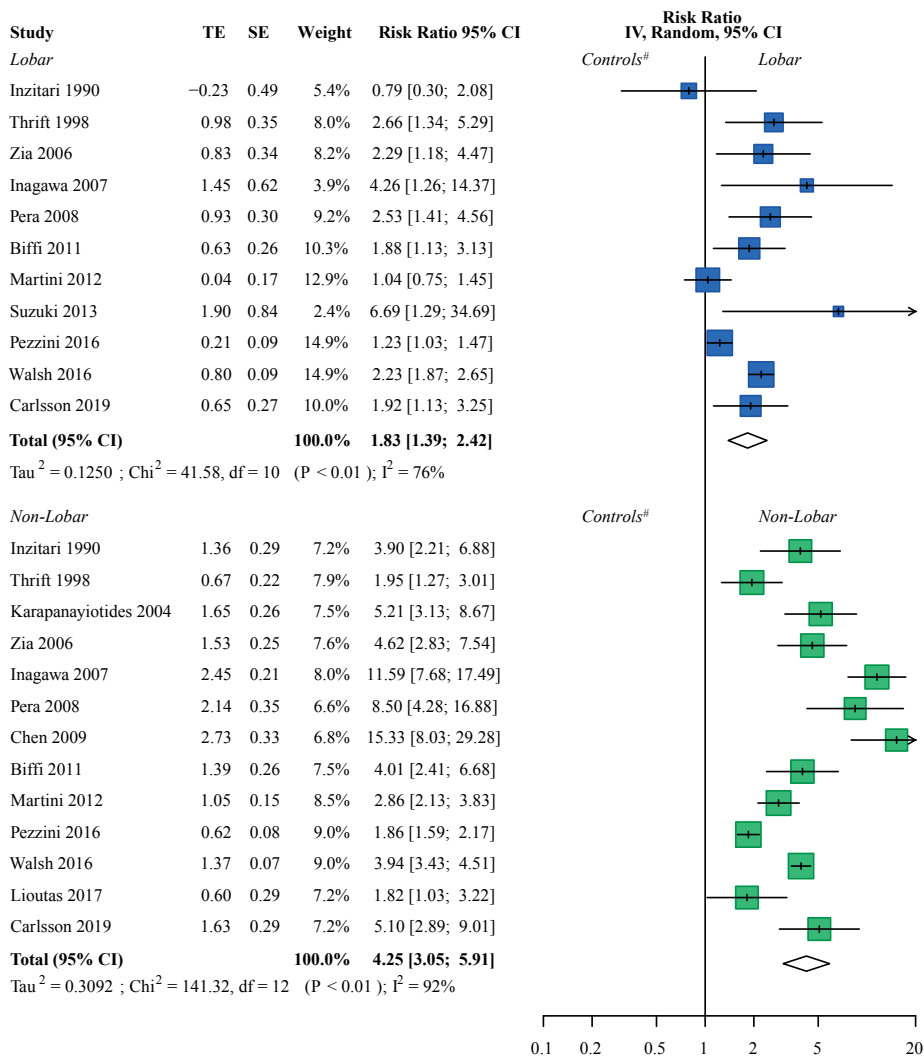 Risk Ratio
Study TE SE Weight Risk Ratio 95% CI IV, Random, 95% CI
Lobar Controls# Lobar
Inzitari 1990 −0.23 0.49 5.4% 0.79 [0.30; 2.08]
Thrift 1998 0.98 0.35 8.0% 2.66 [1.34; 5.29]
Zia 2006 0.83 0.34 8.2% 2.29 [1.18; 4.47]
Inagawa 2007 1.45 0.62 3.9% 4.26 [1.26; 14.37]
Pera 2008 0.93 0.30 9.2% 2.53 [1.41; 4.56]
Biffi 2011 0.63 0.26 10.3% 1.88 [1.13; 3.13]
Martini 2012 0.04 0.17 12.9% 1.04 [0.75; 1.45]
Suzuki 2013 1.90 0.84 2.4% 6.69 [1.29; 34.69]
Pezzini 2016 0.21 0.09 14.9% 1.23 [1.03; 1.47]
Walsh 2016 0.80 0.09 14.9% 2.23 [1.87; 2.65]
Carlsson 2019 0.65 0.27 10.0% 1.92 [1.13; 3.25]
Total (95% CI) 100.0% 1.83 [1.39; 2.42]
Tau² = 0.1250 ; Chi² = 41.58, df = 10 (P < 0.01 ); I² = 76%
Non-Lobar Controls# Non-Lobar
Inzitari 1990 1.36 0.29 7.2% 3.90 [2.21; 6.88]
Thrift 1998 0.67 0.22 7.9% 1.95 [1.27; 3.01]
Karapanayiotides 2004 1.65 0.26 7.5% 5.21 [3.13; 8.67]
Zia 2006 1.53 0.25 7.6% 4.62 [2.83; 7.54]
Inagawa 2007 2.45 0.21 8.0% 11.59 [7.68; 17.49]
Pera 2008 2.14 0.35 6.6% 8.50 [4.28; 16.88]
Chen 2009 2.73 0.33 6.8% 15.33 [8.03; 29.28]
Biffi 2011 1.39 0.26 7.5% 4.01 [2.41; 6.68]
Martini 2012 1.05 0.15 8.5% 2.86 [2.13; 3.83]
Pezzini 2016 0.62 0.08 9.0% 1.86 [1.59; 2.17]
Walsh 2016 1.37 0.07 9.0% 3.94 [3.43; 4.51]
Lioutas 2017 0.60 0.29 7.2% 1.82 [1.03; 3.22]
Carlsson 2019 1.63 0.29 7.2% 5.10 [2.89; 9.01]
Total (95% CI) 100.0% 4.25 [3.05; 5.91]
Tau² = 0.3092 ; Chi² = 141.32, df = 12 (P < 0.01 ); I² = 92%
0.1 0.2 0.5 1 2 5 20